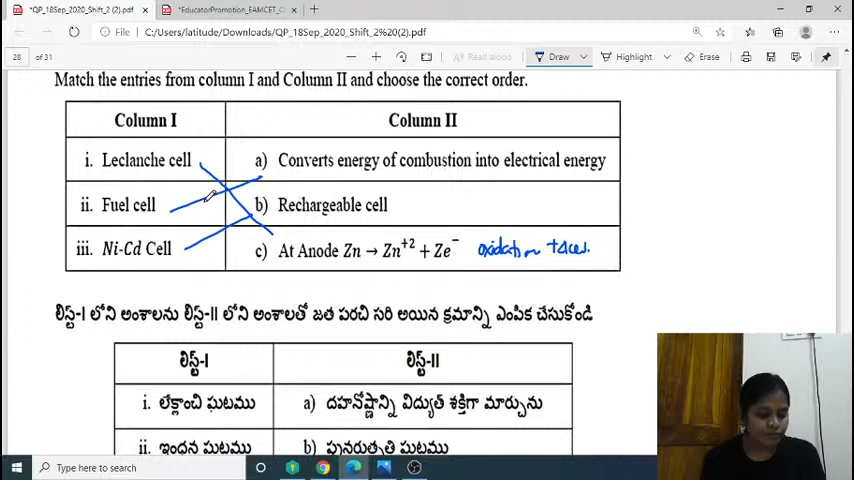 *QP_18Sep_2020_Shift_2 (2).pdf
*EducatorPromotion_EAMCET_C
File C:/Users/latitude/Downloads/QP_18Sep_2020_Shift_2%20(2).pdf
28 of 31
Read aloud
Draw
Highlight
Erase
Match the entries from column I and Column II and choose the correct order.
Column I Column II
i. Leclanche cell a) Converts energy of combustion into electrical energy
ii. Fuel cell b) Rechargeable cell
iii. Ni-Cd Cell c) At Anode Zn → Zn⁺² + Ze⁻ oxidation takes.
లిస్ట్-I లోని అంశాలను లిస్ట్-II లోని అంశాలతో జత పరచి సరి అయిన క్రమాన్ని ఎంపిక చేసుకోండి
లిస్ట్-I లిస్ట్-II
i. లేక్లాంచి ఘటము a) దహనోష్ణాన్ని విద్యుత్ శక్తిగా మార్చును
ii. ఇంధన ఘటము b) పునరుత్పత్తి ఘటము
Type here to search